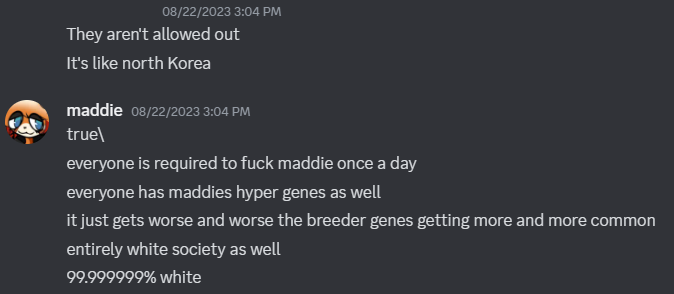 08/22/2023 3:04 PM
They aren't allowed out
It's like north Korea
maddie 08/22/2023 3:04 PM
true\
everyone is required to fuck maddie once a day
everyone has maddies hyper genes as well
it just gets worse and worse the breeder genes getting more and more common
entirely white society as well
99.999999% white